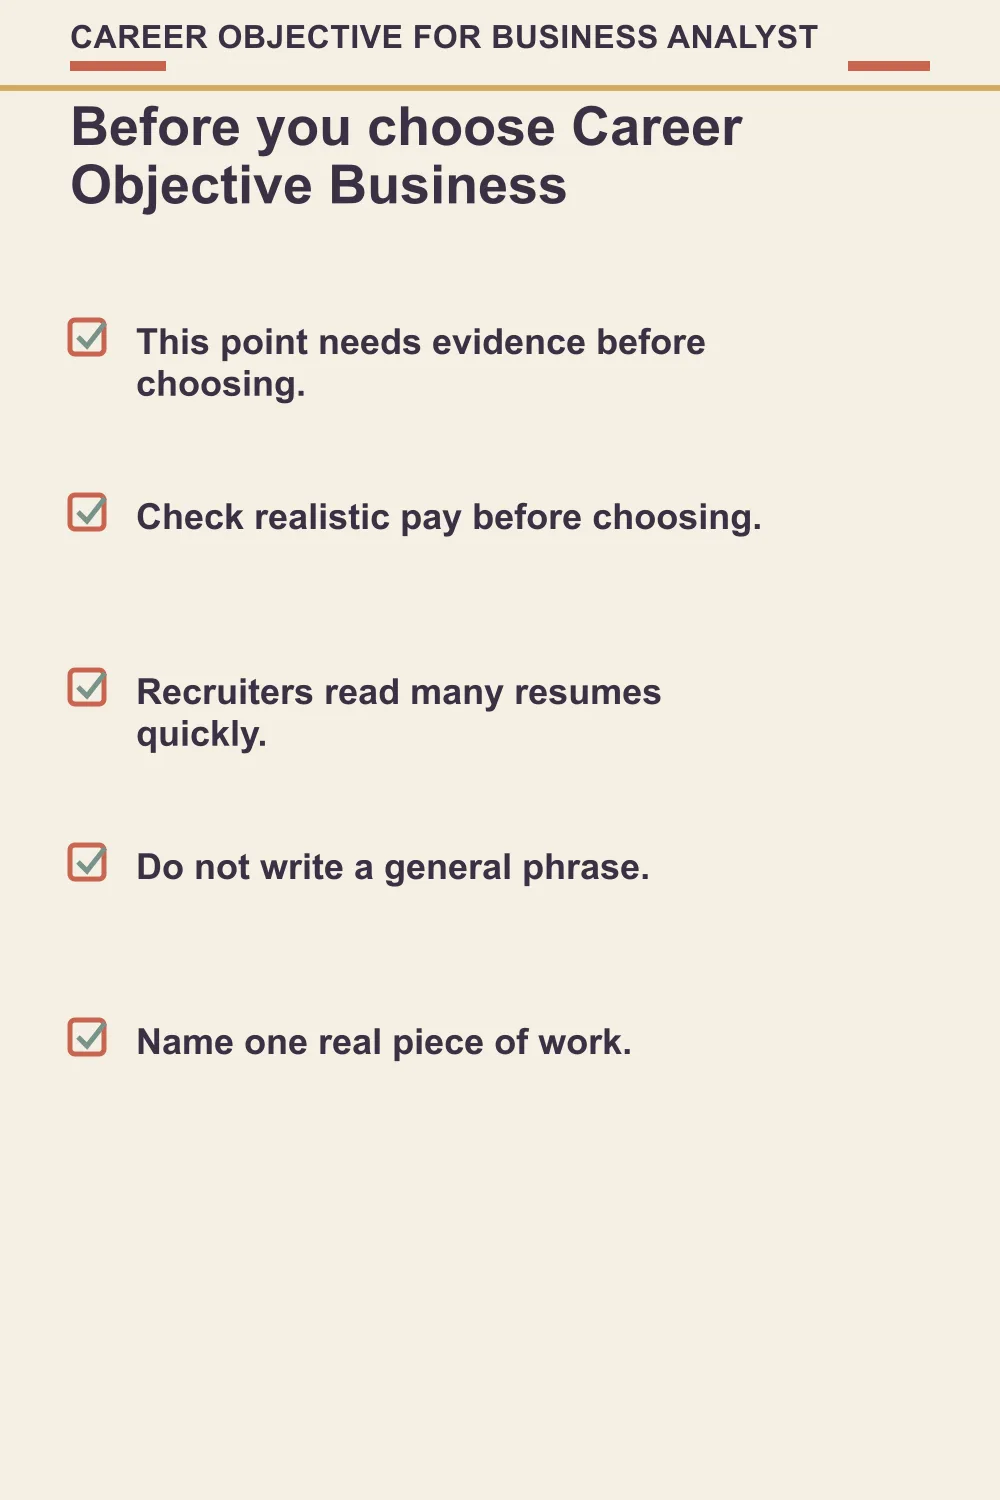 CAREER OBJECTIVE FOR BUSINESS ANALYST
Before you choose Career
Objective Business
This point needs evidence before
choosing.
Check realistic pay before choosing.
Recruiters read many resumes
quickly.
Do not write a general phrase.
Name one real piece of work.